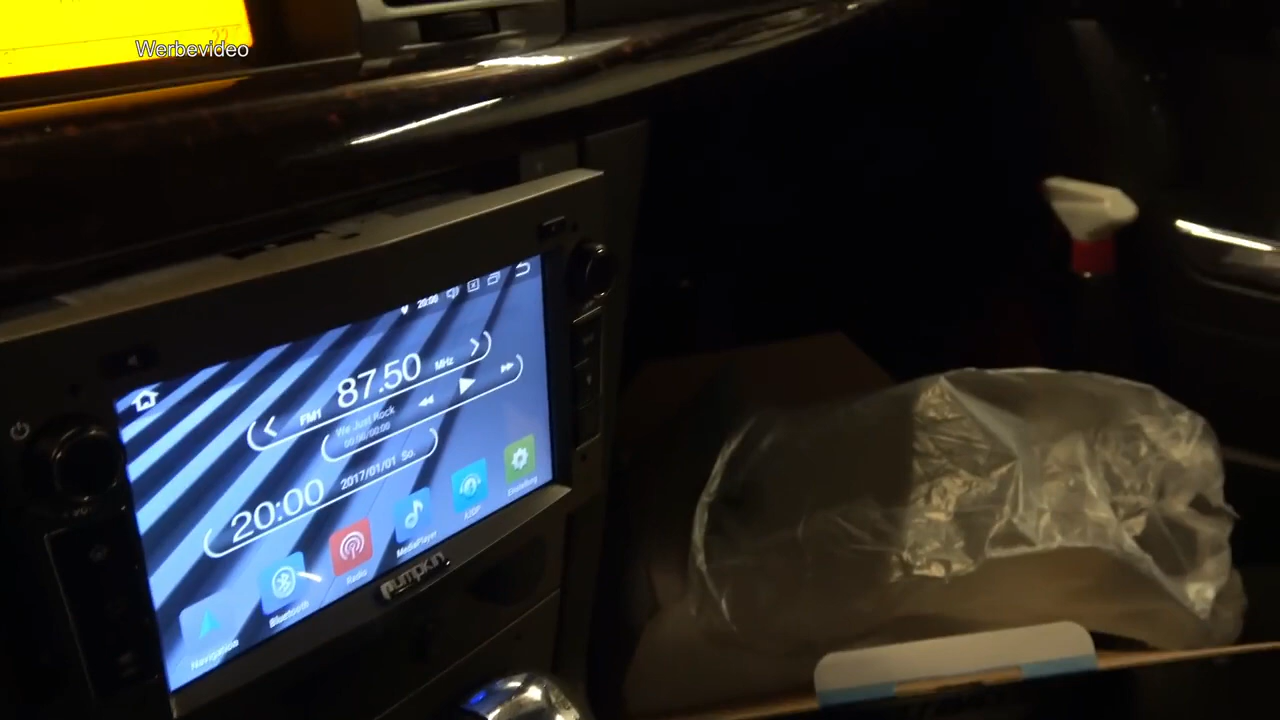 Werbevideo
20:00
87.50 MHz
FM1
We Just Rock
00:00/00:00
20:00 2017/01/01 So.
Navigation
Bluetooth
Radio
MediaPlayer
Einstellung
PUMPKIN